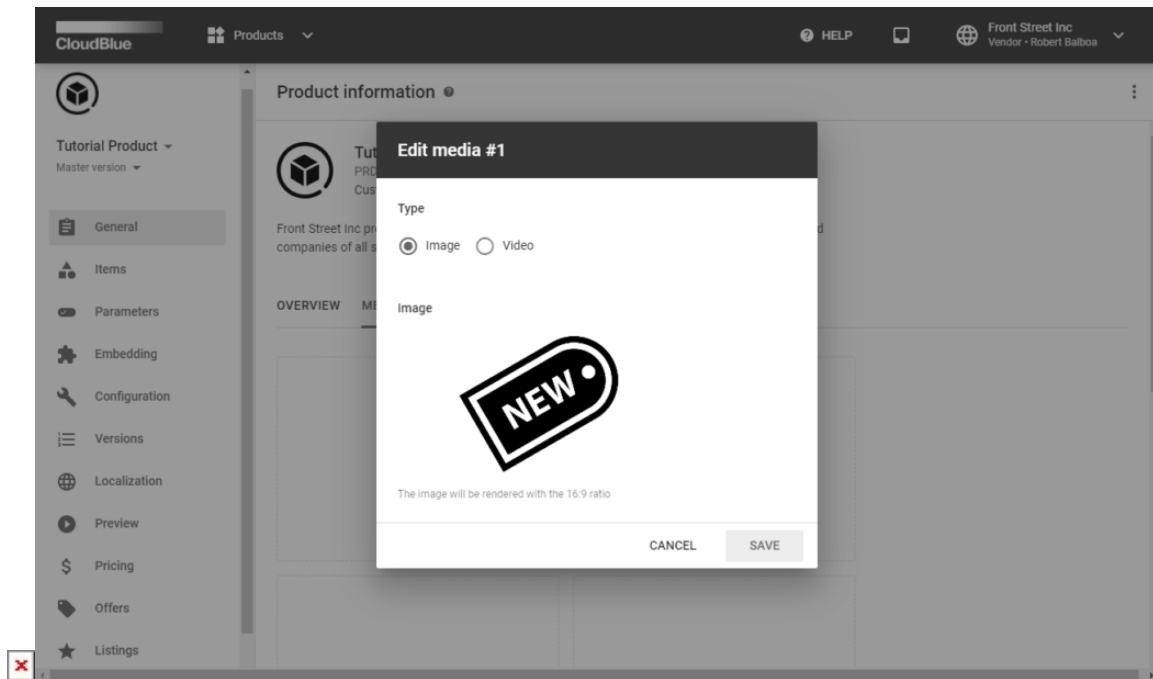 CloudBlue
Products
HELP
Front Street Inc
Vendor • Robert Balboa
Tutorial Product
Master version
General
Items
Parameters
Embedding
Configuration
Versions
Localization
Preview
Pricing
Offers
Listings
Product information
Front Street Inc
companies of all
OVERVIEW
Edit media #1
Type
Image
Video
Image
NEW
The image will be rendered with the 16:9 ratio
CANCEL
SAVE